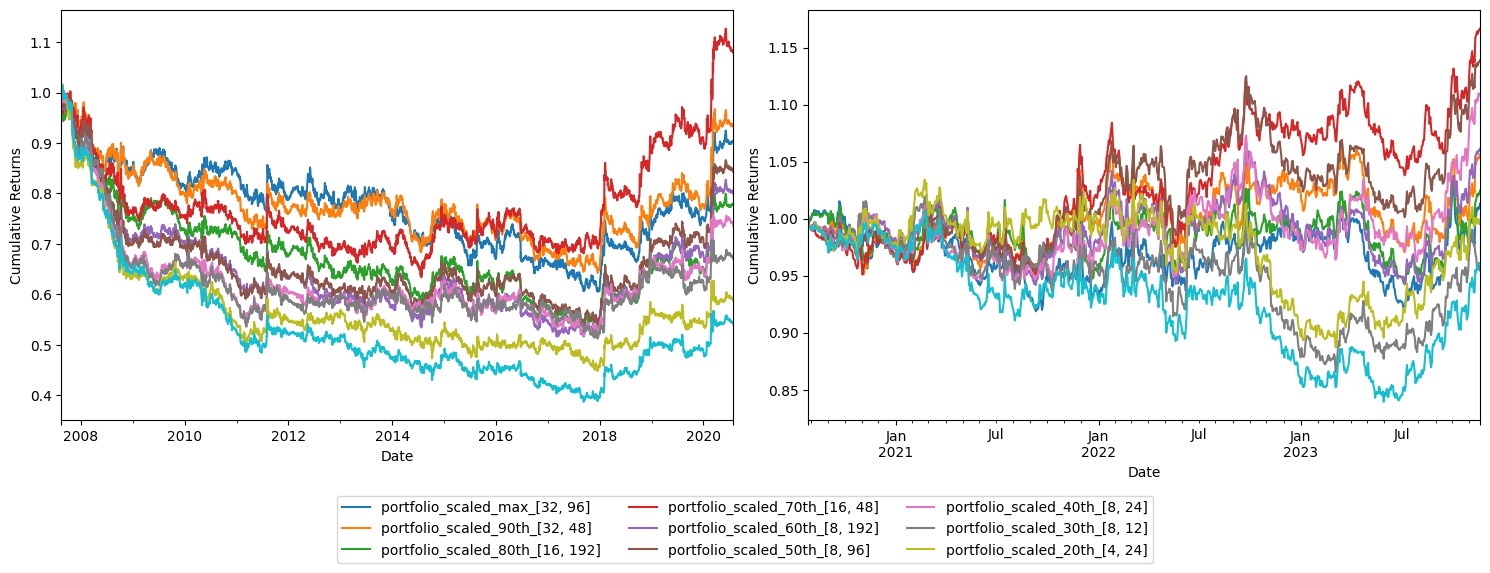 1.1
1.0
0.9
0.8
0.7
0.6
0.5
0.4
Cumulative Returns
2008 2010 2012 2014 2016 2018 2020
Date
1.15
1.10
1.05
1.00
0.95
0.90
0.85
Cumulative Returns
Jan Jul Jan Jul Jan Jul
2021 2022 2023
Date
portfolio_scaled_max_[32, 96] portfolio_scaled_70th_[16, 48] portfolio_scaled_40th_[8, 24]
portfolio_scaled_90th_[32, 48] portfolio_scaled_60th_[8, 192] portfolio_scaled_30th_[8, 12]
portfolio_scaled_80th_[16, 192] portfolio_scaled_50th_[8, 96] portfolio_scaled_20th_[4, 24]